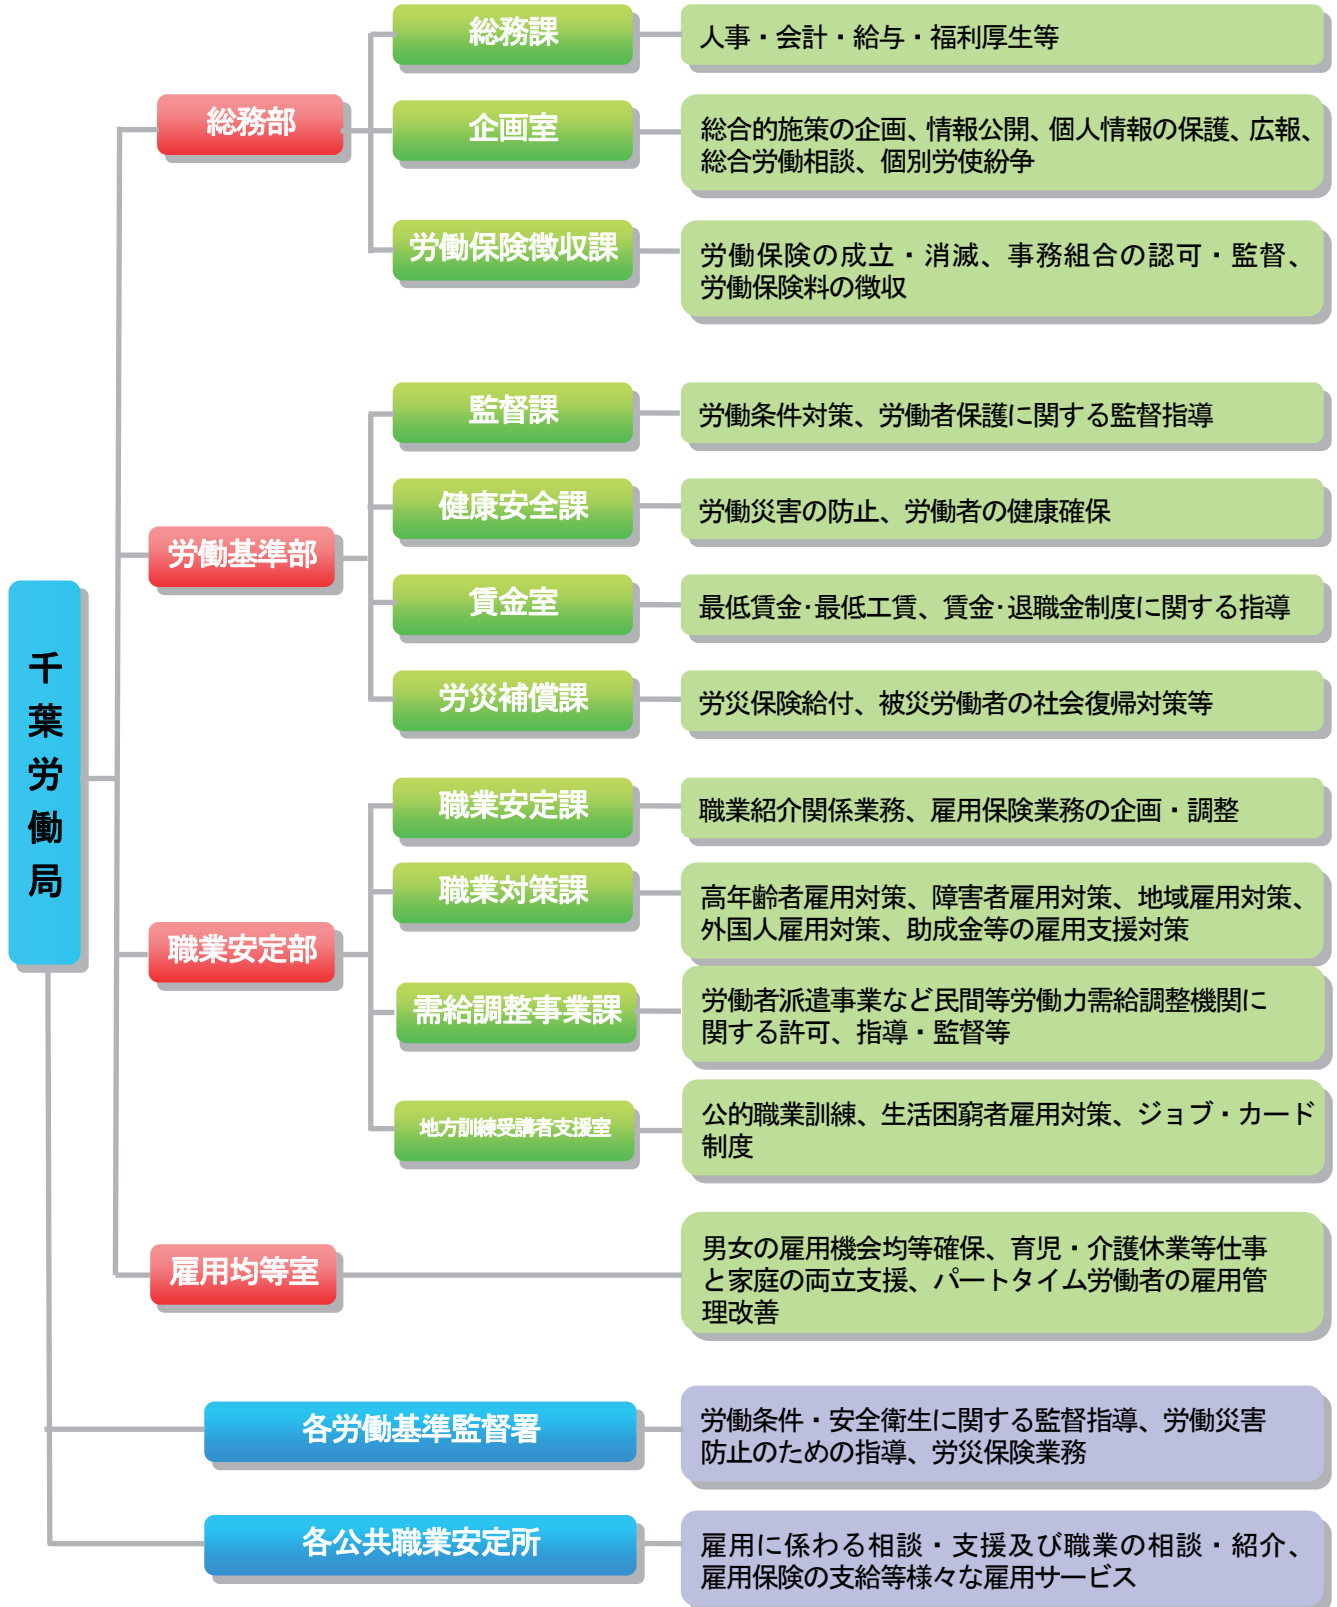 千葉労働局
総務部
総務課
人事・会計・給与・福利厚生等
企画室
総合的施策の企画、情報公開、個人情報の保護、広報、
総合労働相談、個別労使紛争
労働保険徴収課
労働保険の成立・消滅、事務組合の認可・監督、
労働保険料の徴収
労働基準部
監督課
労働条件対策、労働者保護に関する監督指導
健康安全課
労働災害の防止、労働者の健康確保
賃金室
最低賃金・最低工賃、賃金・退職金制度に関する指導
労災補償課
労災保険給付、被災労働者の社会復帰対策等
職業安定部
職業安定課
職業紹介関係業務、雇用保険業務の企画・調整
職業対策課
高年齢者雇用対策、障害者雇用対策、地域雇用対策、
外国人雇用対策、助成金等の雇用支援対策
需給調整事業課
労働者派遣事業など民間等労働力需給調整機関に
関する許可、指導・監督等
地方訓練受講者支援室
公的職業訓練、生活困窮者雇用対策、ジョブ・カード
制度
雇用均等室
男女の雇用機会均等確保、育児・介護休業等仕事
と家庭の両立支援、パートタイム労働者の雇用管
理改善
各労働基準監督署
労働条件・安全衛生に関する監督指導、労働災害
防止のための指導、労災保険業務
各公共職業安定所
雇用に係わる相談・支援及び職業の相談・紹介、
雇用保険の支給等様々な雇用サービス